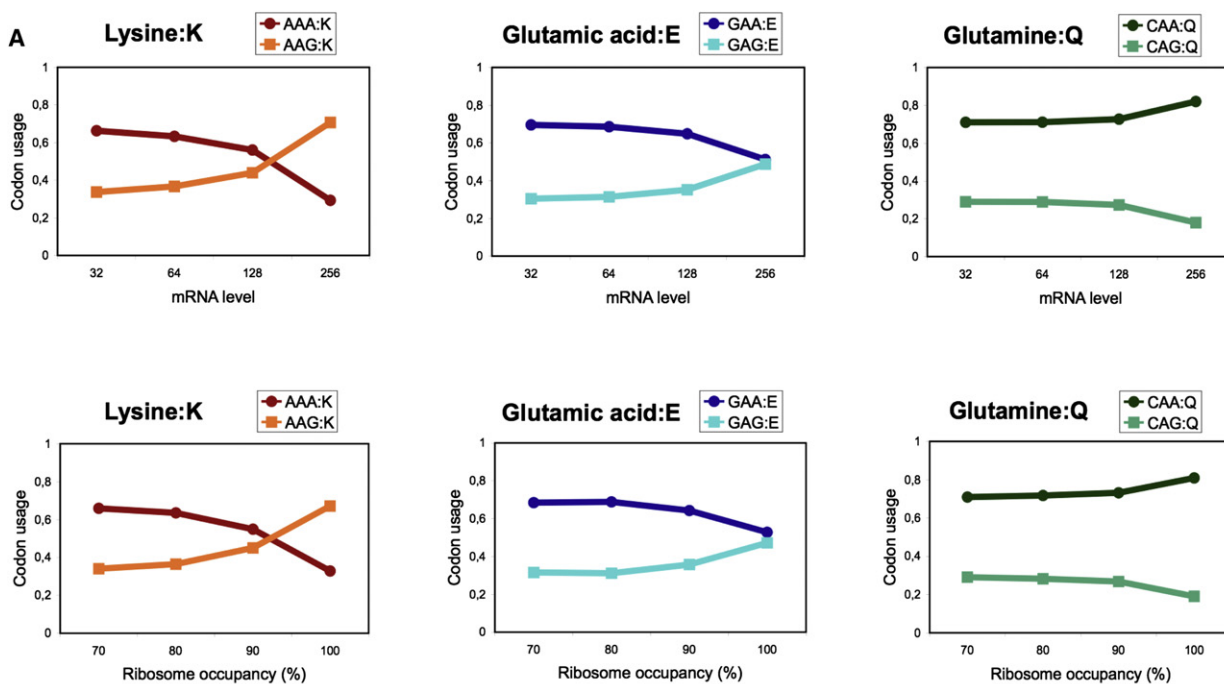 A
Lysine:K
AAA:K
AAG:K
Codon usage
1
0,8
0,6
0,4
0,2
0
32 64 128 256
mRNA level
Glutamic acid:E
GAA:E
GAG:E
Codon usage
1
0,8
0,6
0,4
0,2
0
32 64 128 256
mRNA level
Glutamine:Q
CAA:Q
CAG:Q
Codon usage
1
0,8
0,6
0,4
0,2
0
32 64 128 256
mRNA level
Lysine:K
AAA:K
AAG:K
Codon usage
1
0,8
0,6
0,4
0,2
0
70 80 90 100
Ribosome occupancy (%)
Glutamic acid:E
GAA:E
GAG:E
Codon usage
1
0,8
0,6
0,4
0,2
0
70 80 90 100
Ribosome occupancy (%)
Glutamine:Q
CAA:Q
CAG:Q
Codon usage
1
0,8
0,6
0,4
0,2
0
70 80 90 100
Ribosome occupancy (%)